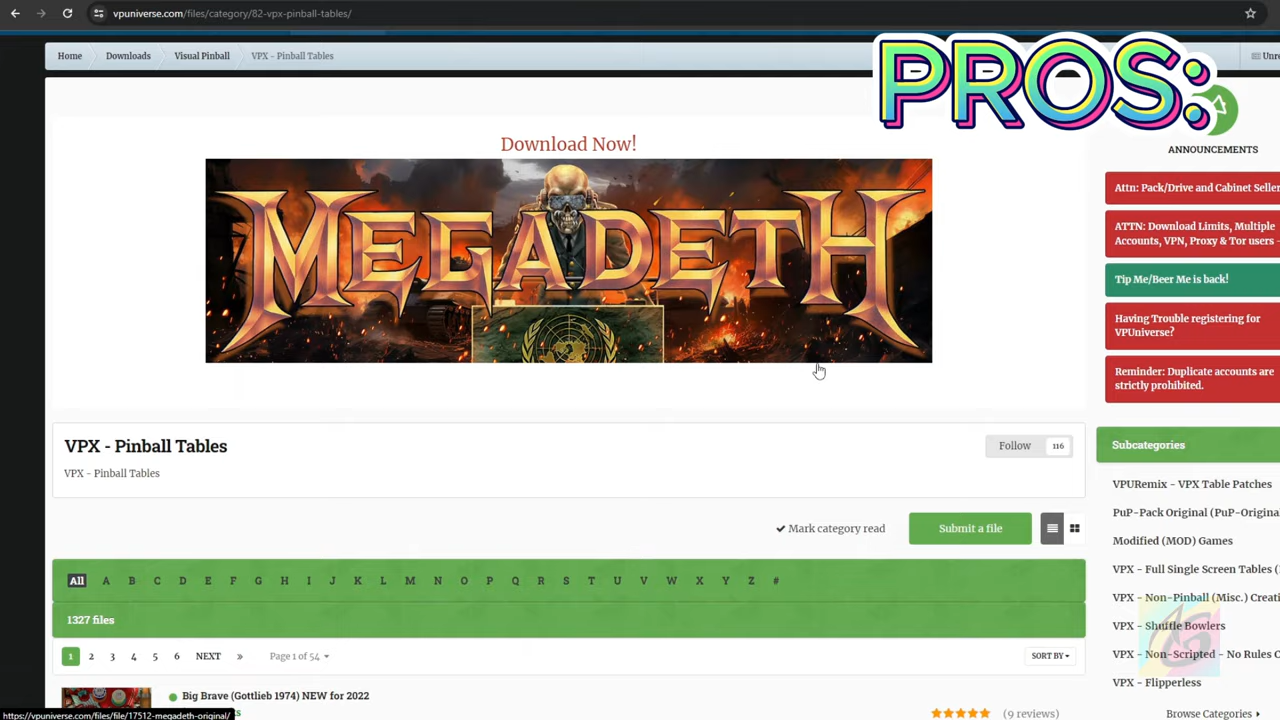 vpuniverse.com/files/category/82-vpx-pinball-tables/
Home
Downloads
Visual Pinball
VPX - Pinball Tables
Unre
PROS:
Download Now!
MEGADETH
ANNOUNCEMENTS
Attn: Pack/Drive and Cabinet Seller
ATTN: Download Limits, Multiple
Accounts, VPN, Proxy & Tor users -
Tip Me/Beer Me is back!
Having Trouble registering for
VPUniverse?
Reminder: Duplicate accounts are
strictly prohibited.
VPX - Pinball Tables
VPX - Pinball Tables
Follow 116
Subcategories
VPURemix - VPX Table Patches
PuP-Pack Original (PuP-Original
Modified (MOD) Games
VPX - Full Single Screen Tables (
VPX - Non-Pinball (Misc.) Creati
VPX - Shuffle Bowlers
VPX - Non-Scripted - No Rules C
VPX - Flipperless
Browse Categories
Mark category read
Submit a file
All A B C D E F G H I J K L M N O P Q R S T U V W X Y Z #
1327 files
1 2 3 4 5 6 NEXT » Page 1 of 54
SORT BY
Big Brave (Gottlieb 1974) NEW for 2022
(9 reviews)
https://vpuniverse.com/files/file/17512-megadeth-original/